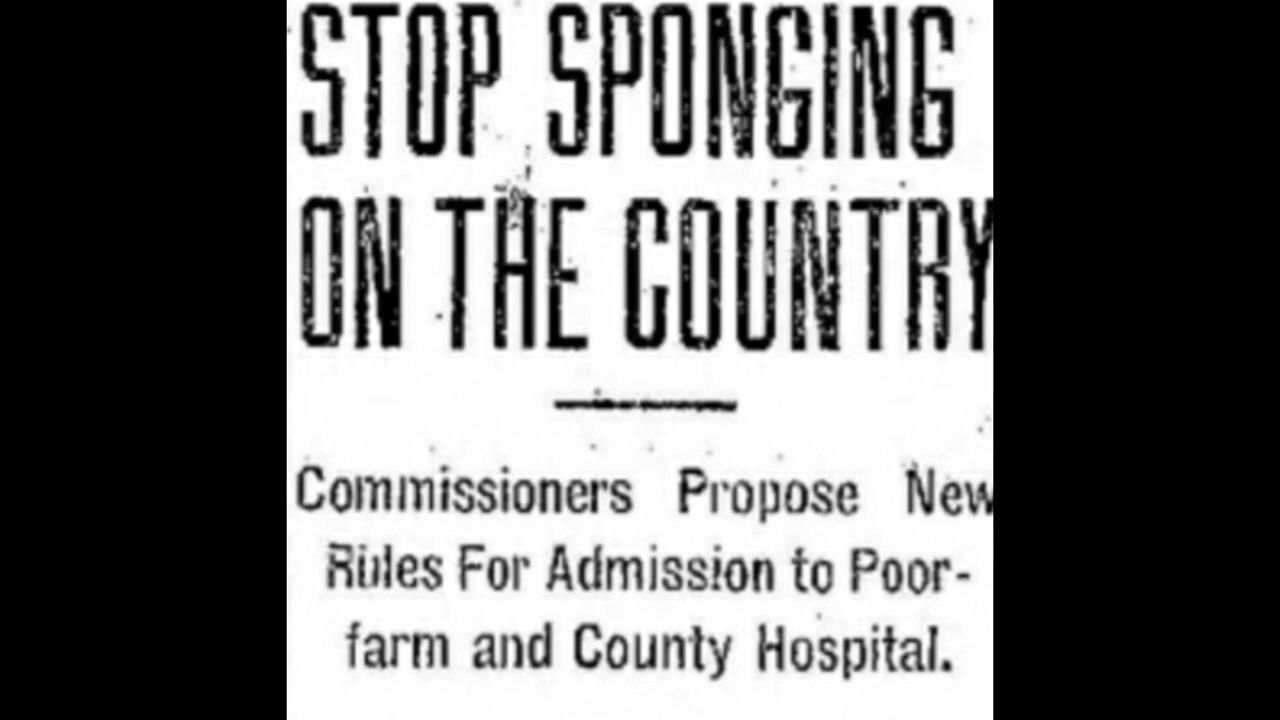 STOP SPONGING
ON THE COUNTRY
Commissioners Propose New
Rules For Admission to Poor-
farm and County Hospital.